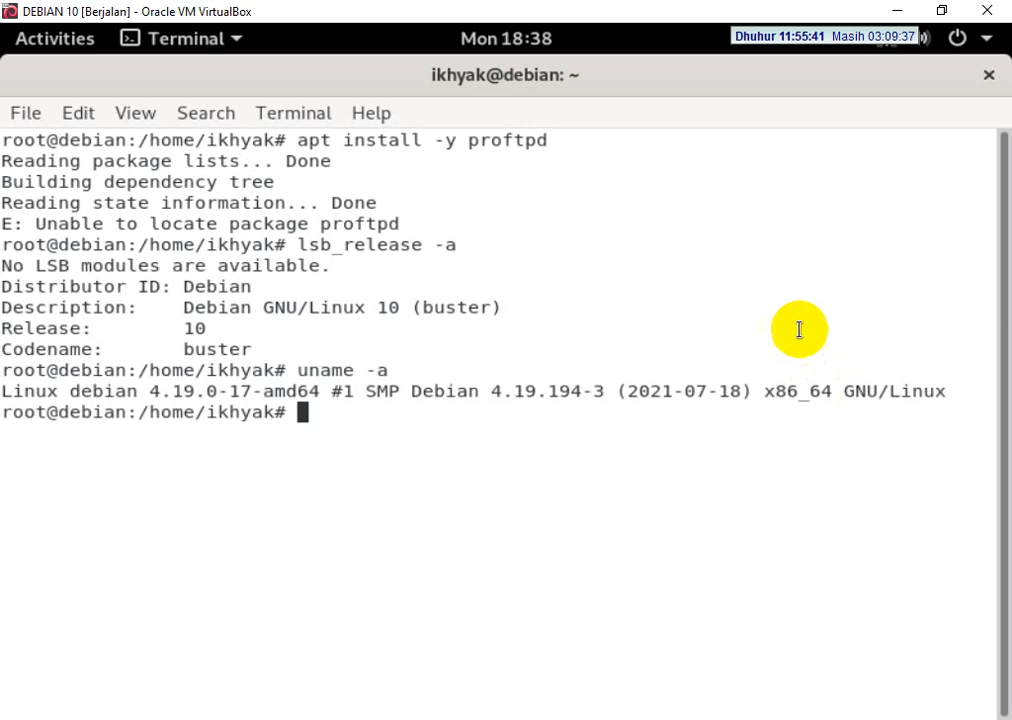 DEBIAN 10 [Berjalan] - Oracle VM VirtualBox
Activities Terminal Mon 18:38 Dhuhur 11:55:41 Masih 03:09:37
ikhyak@debian: ~
File Edit View Search Terminal Help
root@debian:/home/ikhyak# apt install -y proftpd
Reading package lists... Done
Building dependency tree
Reading state information... Done
E: Unable to locate package proftpd
root@debian:/home/ikhyak# lsb_release -a
No LSB modules are available.
Distributor ID: Debian
Description: Debian GNU/Linux 10 (buster)
Release: 10
Codename: buster
root@debian:/home/ikhyak# uname -a
Linux debian 4.19.0-17-amd64 #1 SMP Debian 4.19.194-3 (2021-07-18) x86_64 GNU/Linux
root@debian:/home/ikhyak#